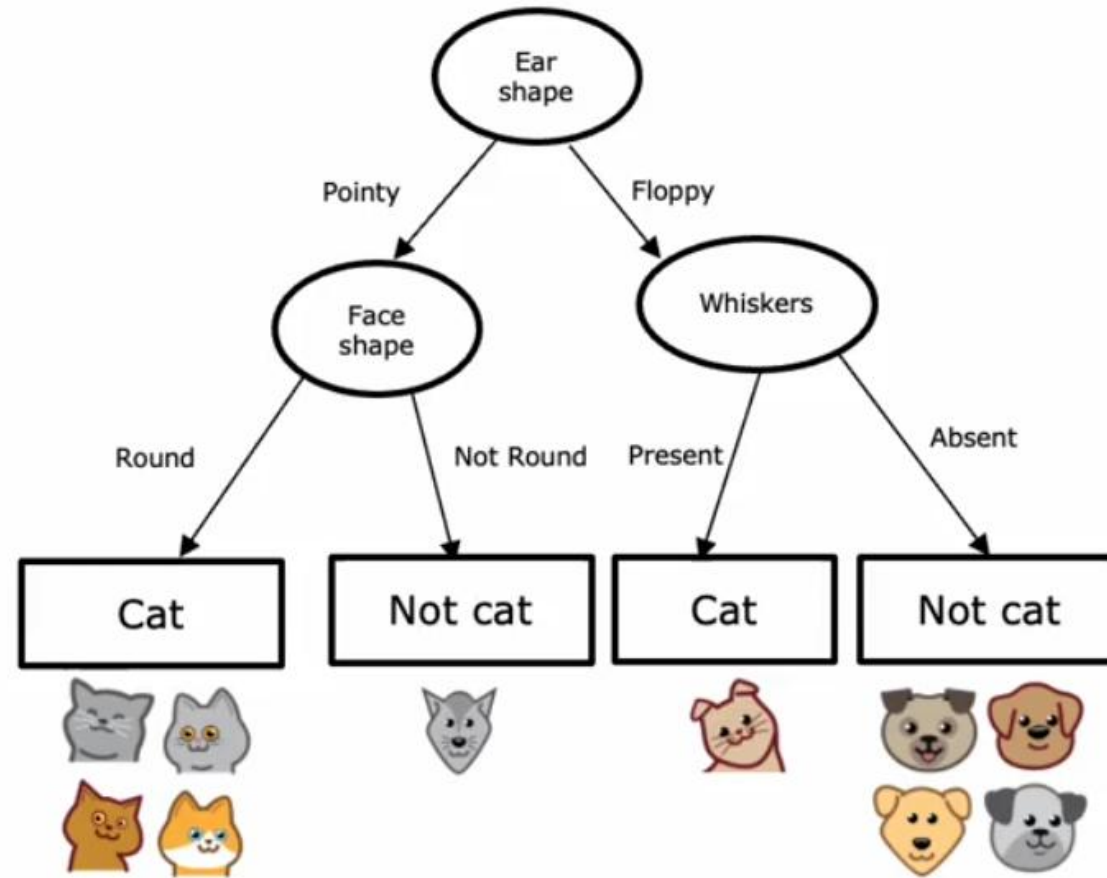 Ear
shape
Pointy
Floppy
Face
shape
Whiskers
Round
Not Round
Present
Absent
Cat
Not cat
Cat
Not cat